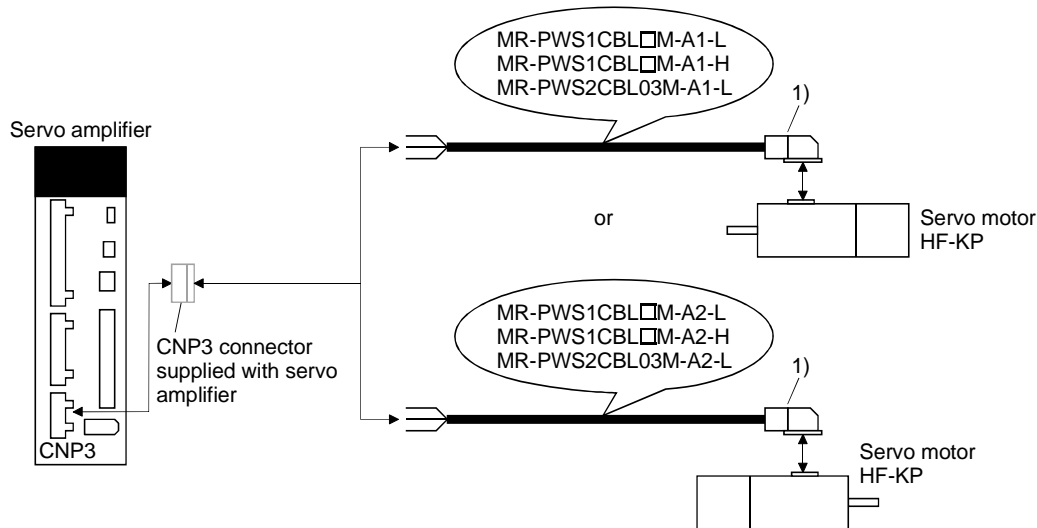 MR-PWS1CBL□M-A1-L
MR-PWS1CBL□M-A1-H
MR-PWS2CBL03M-A1-L
1)
Servo amplifier
or
Servo motor
HF-KP
MR-PWS1CBL□M-A2-L
MR-PWS1CBL□M-A2-H
MR-PWS2CBL03M-A2-L
CNP3 connector
supplied with servo
amplifier
1)
CNP3
Servo motor
HF-KP